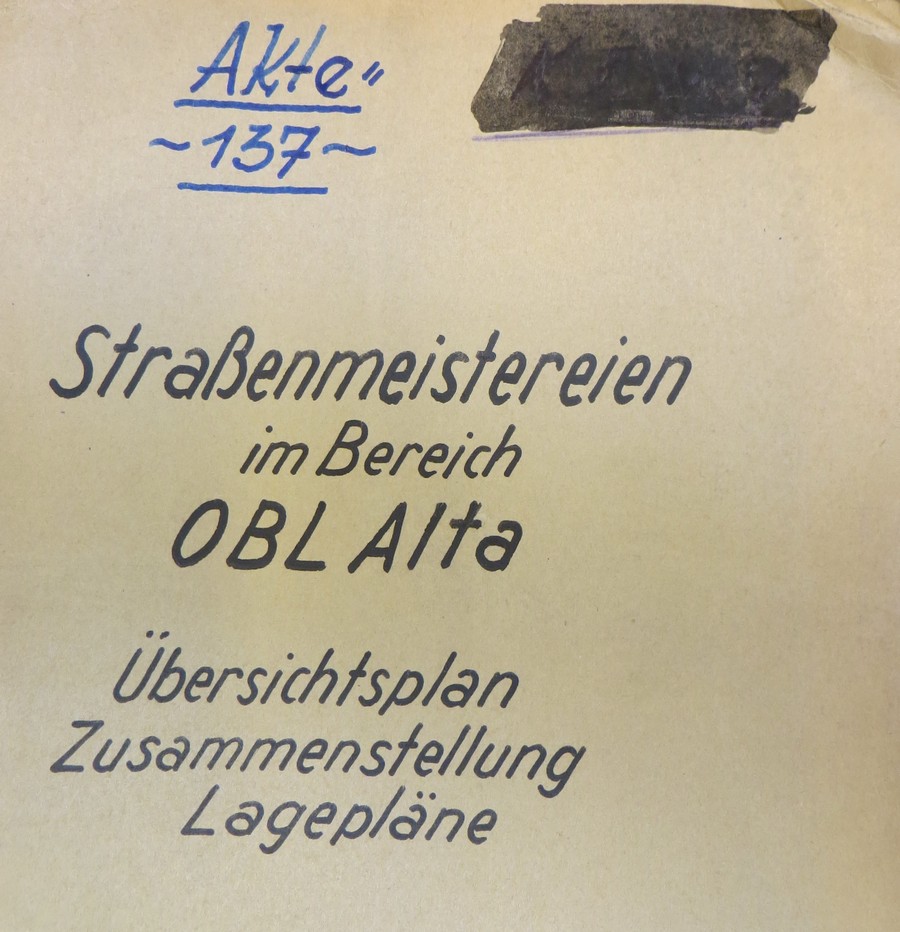 Akte"
~137~
Straßenmeistereien
im Bereich
OBL Alta
Übersichtsplan
Zusammenstellung
Lagepläne